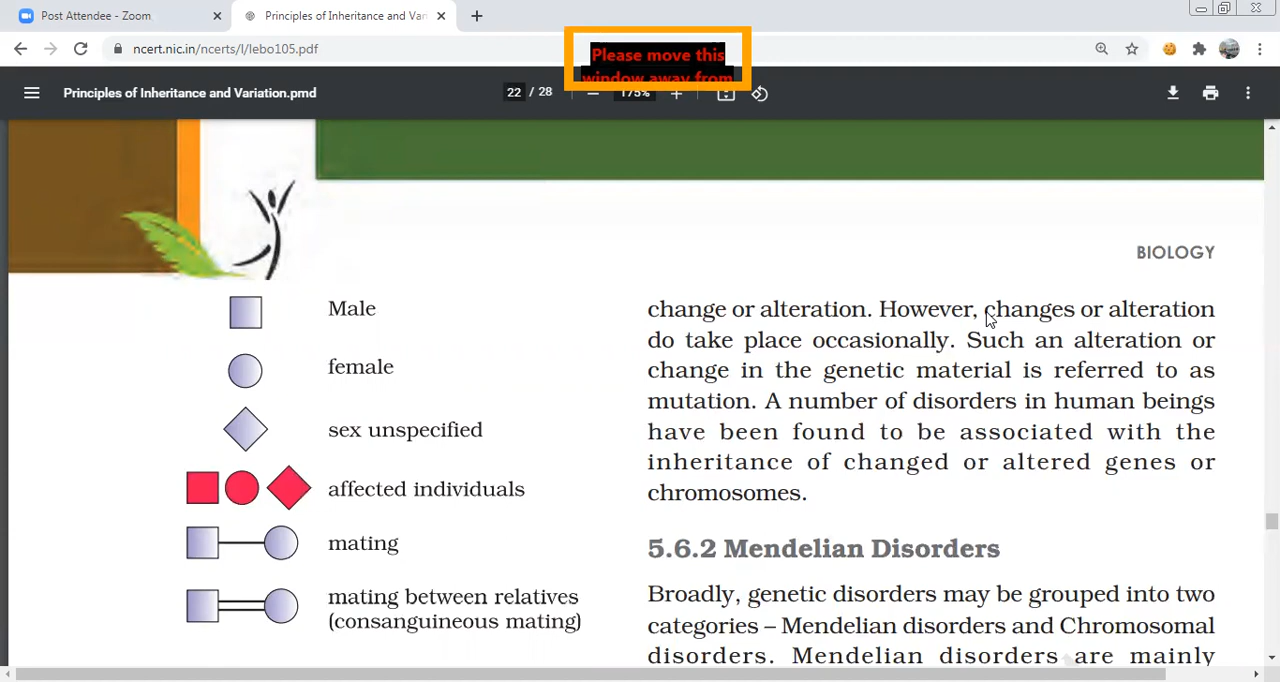 Post Attendee - Zoom
Principles of Inheritance and Var
ncert.nic.in/ncerts/l/lebo105.pdf
Please move this
window away from
Principles of Inheritance and Variation.pmd
22 / 28
175%
BIOLOGY
Male
female
sex unspecified
affected individuals
mating
mating between relatives
(consanguineous mating)
change or alteration. However, changes or alteration
do take place occasionally. Such an alteration or
change in the genetic material is referred to as
mutation. A number of disorders in human beings
have been found to be associated with the
inheritance of changed or altered genes or
chromosomes.
5.6.2 Mendelian Disorders
Broadly, genetic disorders may be grouped into two
categories – Mendelian disorders and Chromosomal
disorders. Mendelian disorders are mainly